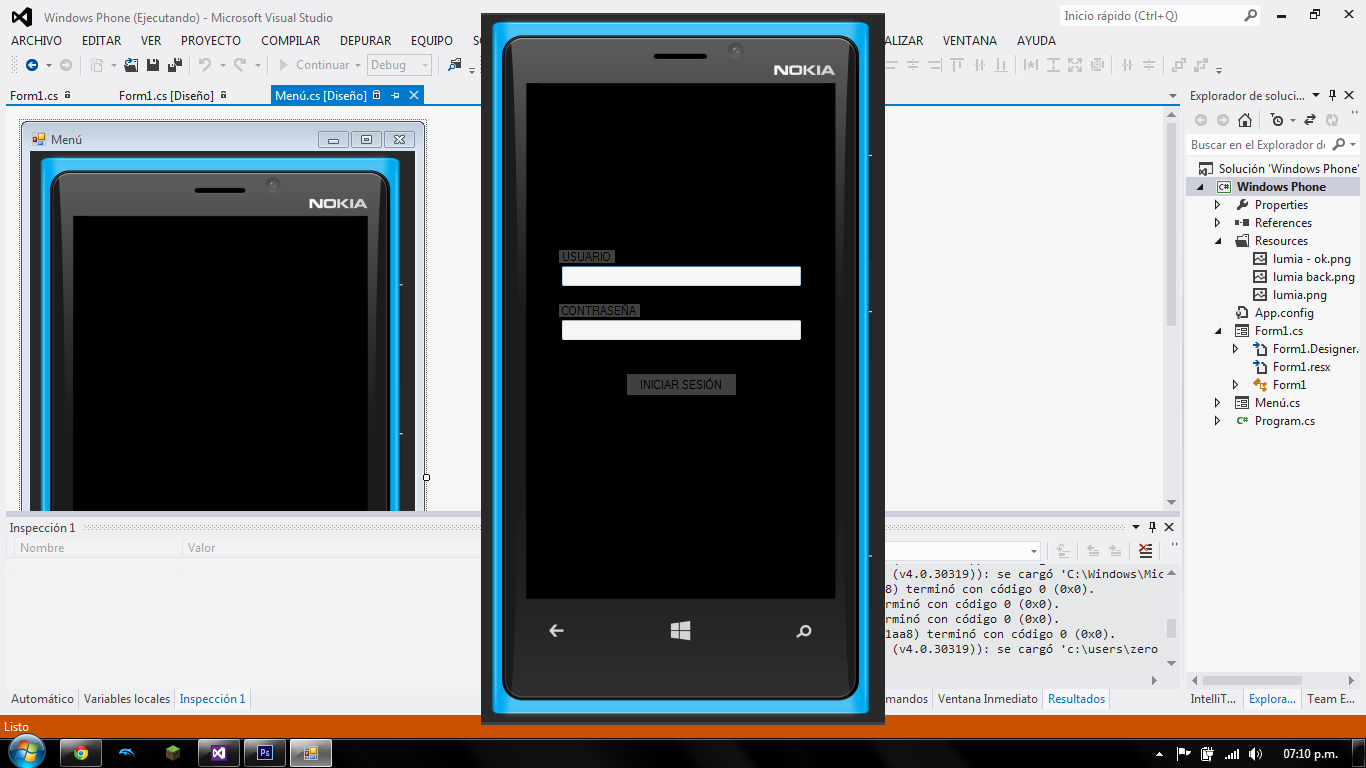 Windows Phone (Ejecutando) - Microsoft Visual Studio
Inicio rápido (Ctrl+Q)
ARCHIVO EDITAR VER PROYECTO COMPILAR DEPURAR EQUIPO VENTANA AYUDA
Continuar Debug
NOKIA
Form1.cs Form1.cs [Diseño] Menú.cs [Diseño]
Explorador de soluci...
Menú
Buscar en el Explorador de
NOKIA
Solución 'Windows Phone'
Windows Phone
Properties
References
Resources
lumia - ok.png
lumia back.png
lumia.png
App.config
Form1.cs
Form1.Designer.
Form1.resx
Form1
Menú.cs
Program.cs
USUARIO
CONTRASEÑA
INICIAR SESIÓN
Inspección 1
Nombre Valor
(v4.0.30319)): se cargó 'C:\Windows\Mic
8) terminó con código 0 (0x0).
rminó con código 0 (0x0).
rminó con código 0 (0x0).
1aa8) terminó con código 0 (0x0).
(v4.0.30319)): se cargó 'c:\users\zero
Automático Variables locales Inspección 1
mandos Ventana Inmediato Resultados
IntelliT... Explora... Team E...
Listo
Ps
07:10 p.m.